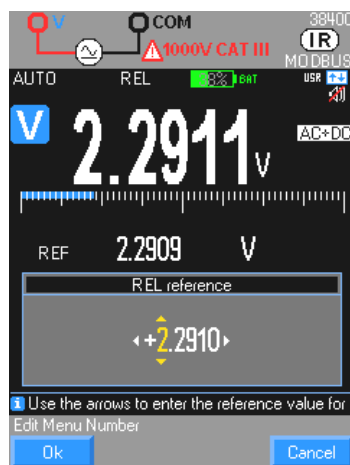 V COM 38400
1000V CAT III (IR)
MODBUS
AUTO REL 8% BAT USR
V 2.2911 V AC+DC
REF 2.2909 V
REL reference
+2.2910
Use the arrows to enter the reference value for
Edit Menu Number
Ok Cancel